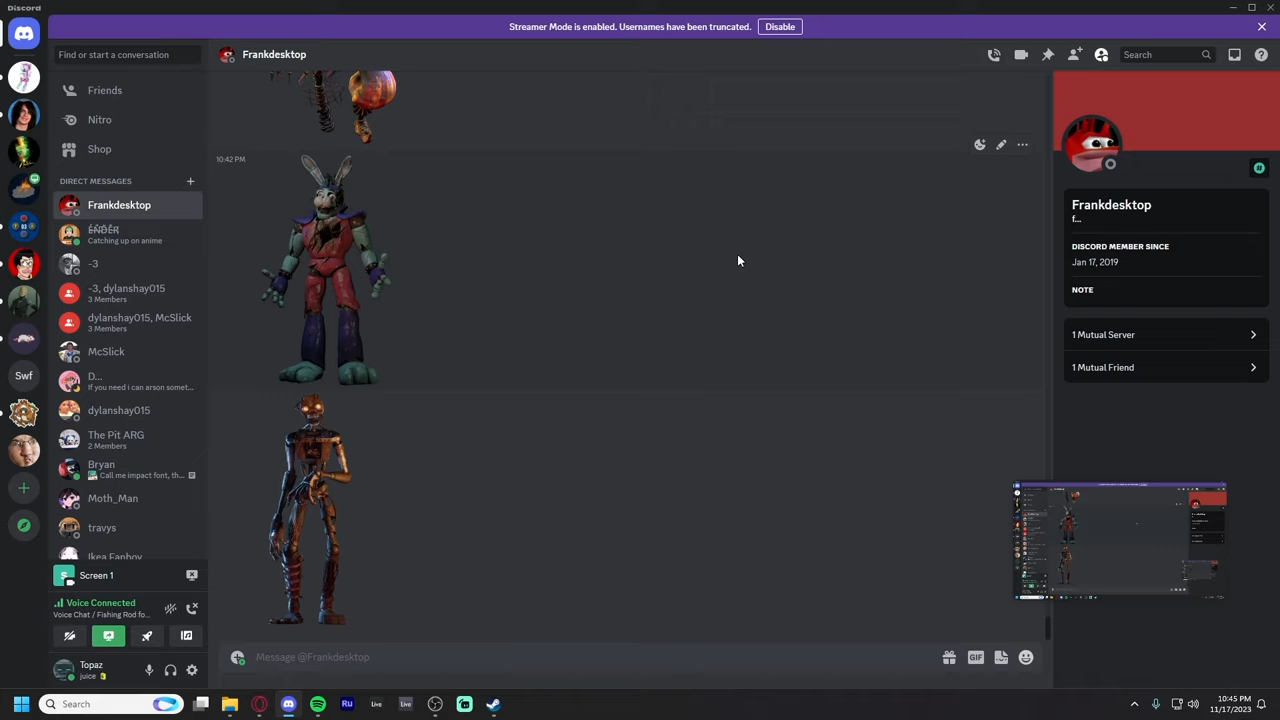 Discord
Streamer Mode is enabled. Usernames have been truncated.
Disable
Find or start a conversation
Frankdesktop
Search
Friends
Nitro
Shop
DIRECT MESSAGES
Frankdesktop
ENDER
Catching up on anime
-3
-3, dylanshay015
3 Members
dylanshay015, McSlick
3 Members
McSlick
D...
If you need i can arson somet...
dylanshay015
The Pit ARG
2 Members
Bryan
Call me impact font, th...
Moth_Man
travys
Ikea Fanboy
Swf
Screen 1
Voice Connected
Voice Chat / Fishing Rod fo...
Topaz
juice
10:42 PM
Message @Frankdesktop
GIF
Frankdesktop
f...
DISCORD MEMBER SINCE
Jan 17, 2019
NOTE
1 Mutual Server
1 Mutual Friend
Search
Ru
Live
Live
10:45 PM
11/17/2023